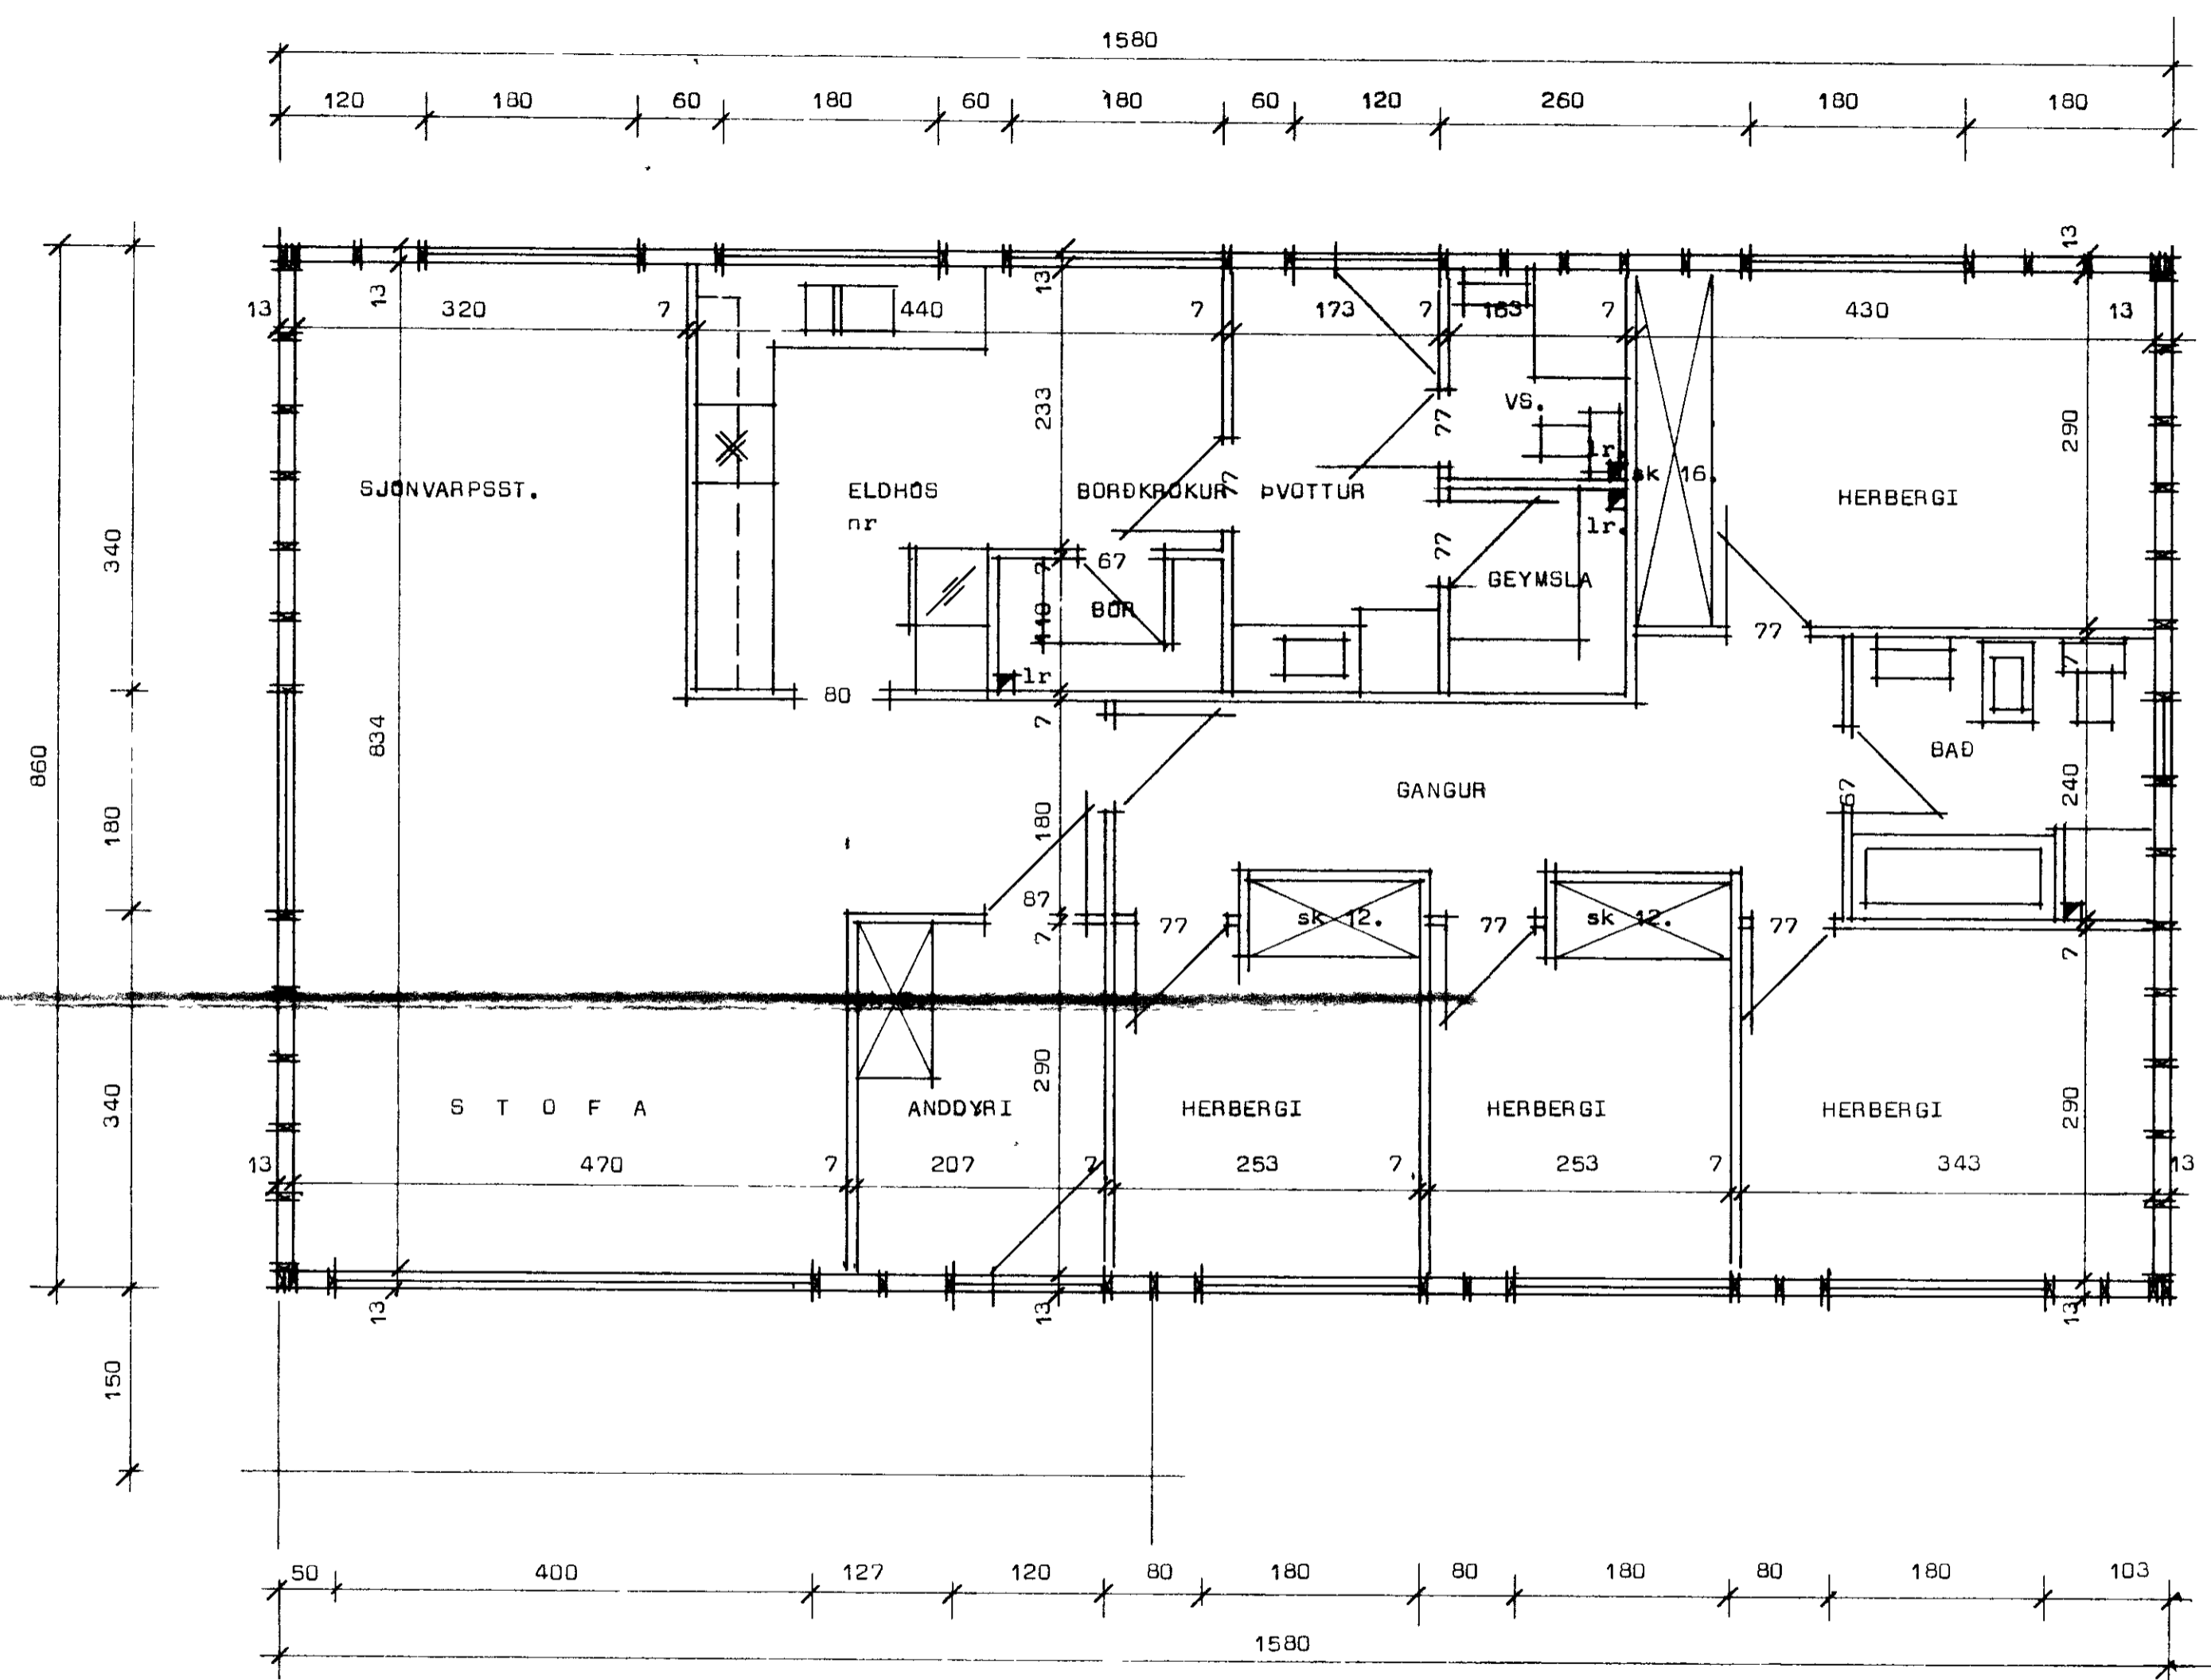 1580
120 180 60 180 60 180 60 120 260 180 180
13
13 13 320 7 440 13 7 173 7 163 7 430 13
233 77 VS. 290
lr.
sk 16.
SJÓNVARPSST. ELDHÚS BORÐKRÓKUR 77 ÞVOTTUR HERBERGI
nr lr.
340 7 67 77 GEYMSLA
110 BÚR 77
lr 7
80
834 7 BAÐ
860 GANGUR 67 240
180 180
87
7 77 sk 12. 77 sk 12. 77
7
290
340 STOFA ANDDYRI HERBERGI HERBERGI HERBERGI 290
13 470 7 207 7 253 7 253 7 343 13
13 13 13
150
50 400 127 120 80 180 80 180 80 180 103
1580